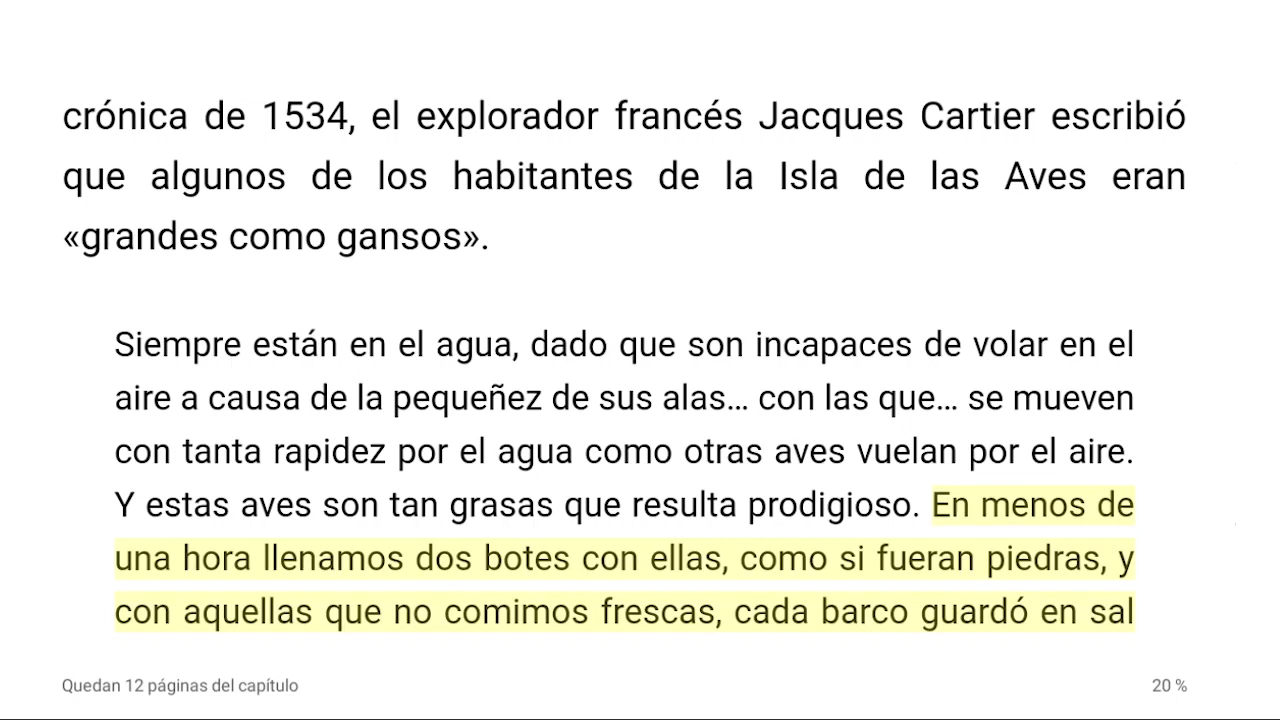 crónica de 1534, el explorador francés Jacques Cartier escribió
que algunos de los habitantes de la Isla de las Aves eran
«grandes como gansos».
Siempre están en el agua, dado que son incapaces de volar en el
aire a causa de la pequeñez de sus alas… con las que… se mueven
con tanta rapidez por el agua como otras aves vuelan por el aire.
Y estas aves son tan grasas que resulta prodigioso. En menos de
una hora llenamos dos botes con ellas, como si fueran piedras, y
con aquellas que no comimos frescas, cada barco guardó en sal
Quedan 12 páginas del capítulo
20 %